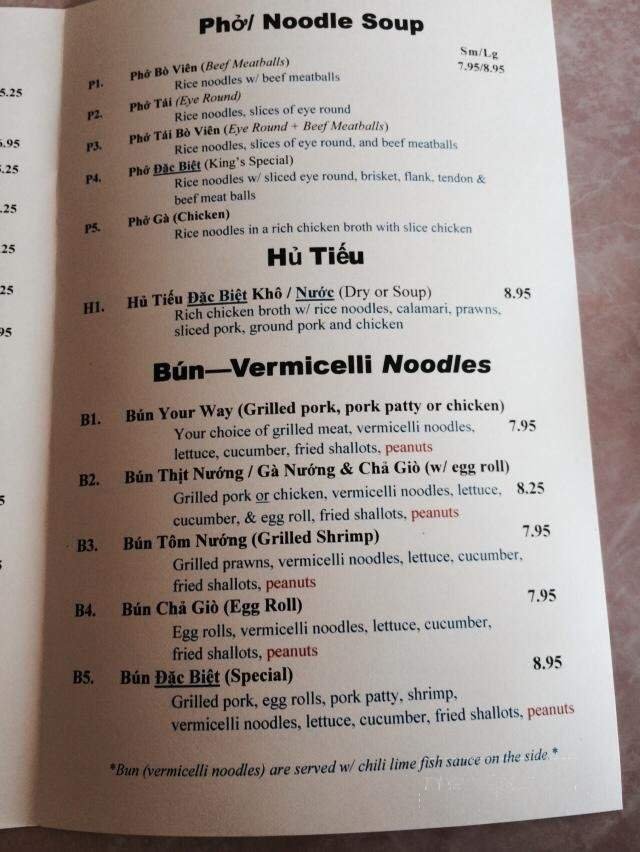 Phở/ Noodle Soup
Sm/Lg
P1. Phở Bò Viên (Beef Meatballs) 7.95/8.95
Rice noodles w/ beef meatballs
P2. Phở Tái (Eye Round)
Rice noodles, slices of eye round
P3. Phở Tái Bò Viên (Eye Round + Beef Meatballs)
Rice noodles, slices of eye round, and beef meatballs
P4. Phở Đặc Biệt (King's Special)
Rice noodles w/ sliced eye round, brisket, flank, tendon &
beef meat balls
P5. Phở Gà (Chicken)
Rice noodles in a rich chicken broth with slice chicken
Hủ Tiếu
H1. Hủ Tiếu Đặc Biệt Khô / Nước (Dry or Soup) 8.95
Rich chicken broth w/ rice noodles, calamari, prawns,
sliced pork, ground pork and chicken
Bún—Vermicelli Noodles
B1. Bún Your Way (Grilled pork, pork patty or chicken)
Your choice of grilled meat, vermicelli noodles, 7.95
lettuce, cucumber, fried shallots, peanuts
B2. Bún Thịt Nướng / Gà Nướng & Chả Giò (w/ egg roll)
Grilled pork or chicken, vermicelli noodles, lettuce, 8.25
cucumber, & egg roll, fried shallots, peanuts
B3. Bún Tôm Nướng (Grilled Shrimp) 7.95
Grilled prawns, vermicelli noodles, lettuce, cucumber,
fried shallots, peanuts
B4. Bún Chả Giò (Egg Roll) 7.95
Egg rolls, vermicelli noodles, lettuce, cucumber,
fried shallots, peanuts
B5. Bún Đặc Biệt (Special) 8.95
Grilled pork, egg rolls, pork patty, shrimp,
vermicelli noodles, lettuce, cucumber, fried shallots, peanuts
*Bun (vermicelli noodles) are served w/ chili lime fish sauce on the side.*